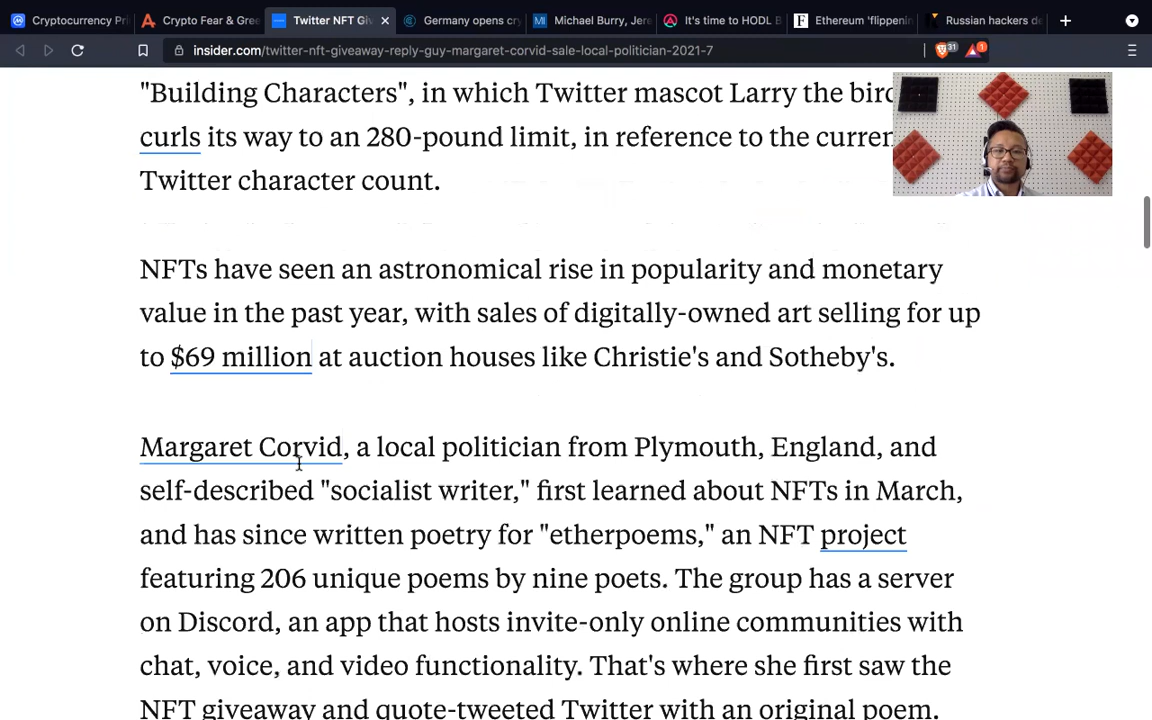 Cryptocurrency Pri
Crypto Fear & Gree
Twitter NFT Giv
Germany opens cry
Michael Burry, Jere
It's time to HODL B
Ethereum 'flippenin
Russian hackers de
insider.com/twitter-nft-giveaway-reply-guy-margaret-corvid-sale-local-politician-2021-7
31
1
"Building Characters", in which Twitter mascot Larry the bird
curls its way to an 280-pound limit, in reference to the curren
Twitter character count.
NFTs have seen an astronomical rise in popularity and monetary
value in the past year, with sales of digitally-owned art selling for up
to $69 million at auction houses like Christie's and Sotheby's.
Margaret Corvid, a local politician from Plymouth, England, and
self-described "socialist writer," first learned about NFTs in March,
and has since written poetry for "etherpoems," an NFT project
featuring 206 unique poems by nine poets. The group has a server
on Discord, an app that hosts invite-only online communities with
chat, voice, and video functionality. That's where she first saw the
NFT giveaway and quote-tweeted Twitter with an original poem.